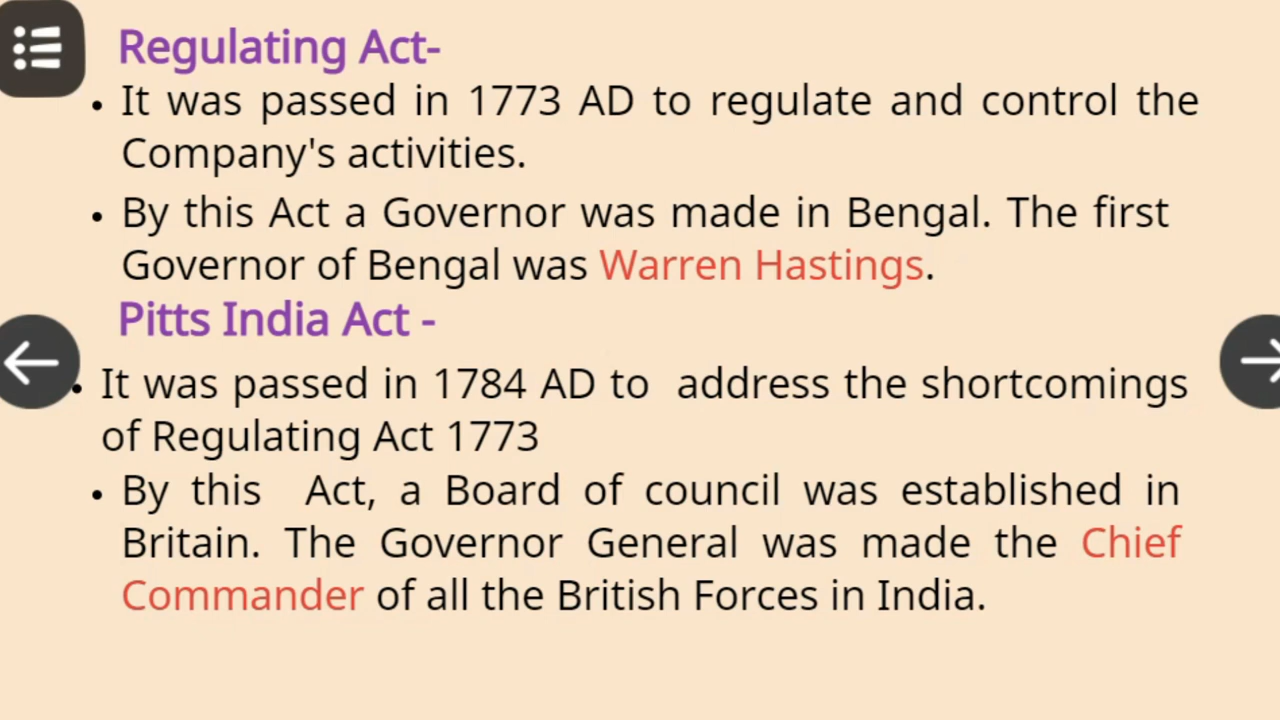 Regulating Act-
• It was passed in 1773 AD to regulate and control the
Company's activities.
• By this Act a Governor was made in Bengal. The first
Governor of Bengal was Warren Hastings.
Pitts India Act -
• It was passed in 1784 AD to address the shortcomings
of Regulating Act 1773
• By this Act, a Board of council was established in
Britain. The Governor General was made the Chief
Commander of all the British Forces in India.